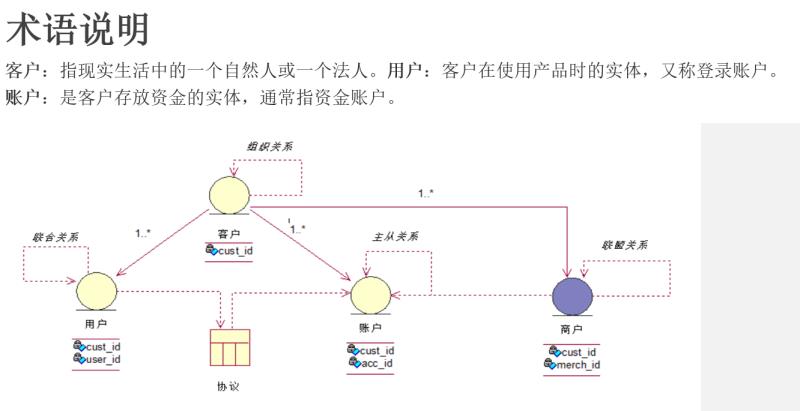 术语说明
客户：指现实生活中的一个自然人或一个法人。用户：客户在使用产品时的实体，又称登录账户。
账户：是客户存放资金的实体，通常指资金账户。
组织关系
1..*
客户
cust_id
1..*
1..*
联合关系
主从关系
联盟关系
用户
cust_id
user_id
账户
cust_id
acc_id
商户
cust_id
merch_id
协议